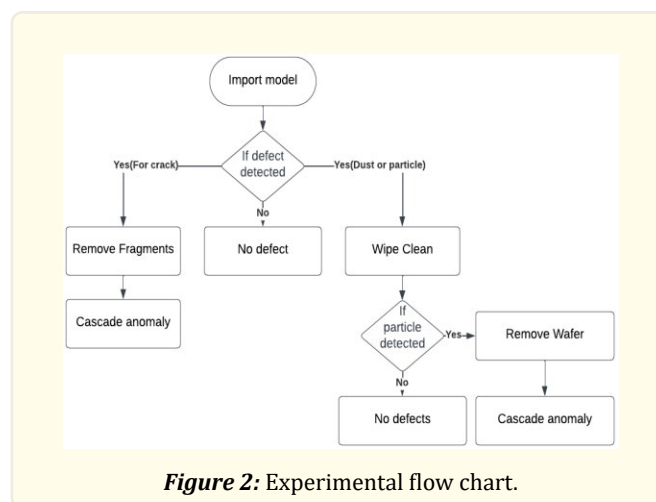 Import model
If defect
detected
Yes(For crack)
Yes(Dust or particle)
No
Remove Fragments
No defect
Wipe Clean
Cascade anomaly
If
particle
detected
Yes
Remove Wafer
No
No defects
Cascade anomaly
Figure 2: Experimental flow chart.